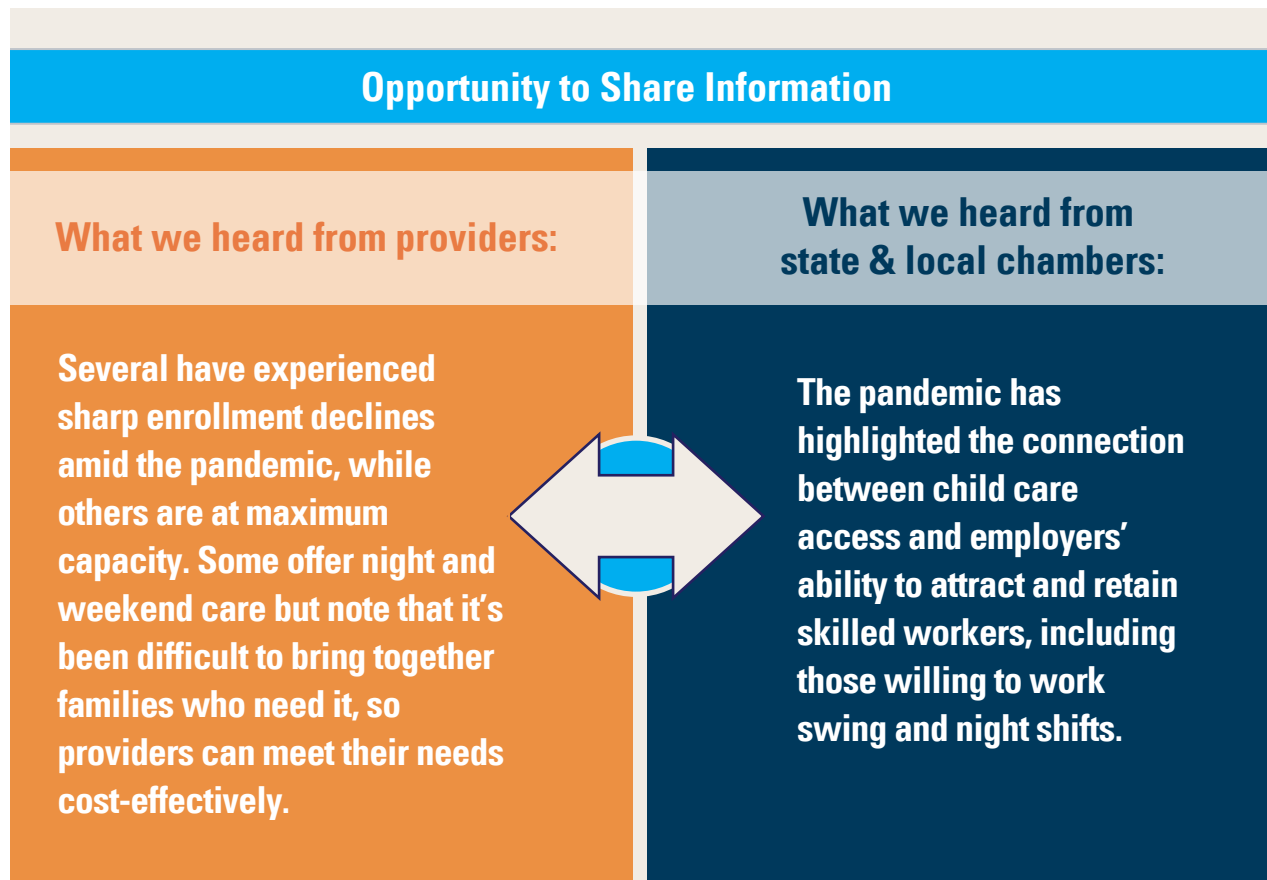 Opportunity to Share Information
What we heard from providers:
Several have experienced
sharp enrollment declines
amid the pandemic, while
others are at maximum
capacity. Some offer night and
weekend care but note that it’s
been difficult to bring together
families who need it, so
providers can meet their needs
cost-effectively.
What we heard from
state & local chambers:
The pandemic has
highlighted the connection
between child care
access and employers’
ability to attract and retain
skilled workers, including
those willing to work
swing and night shifts.